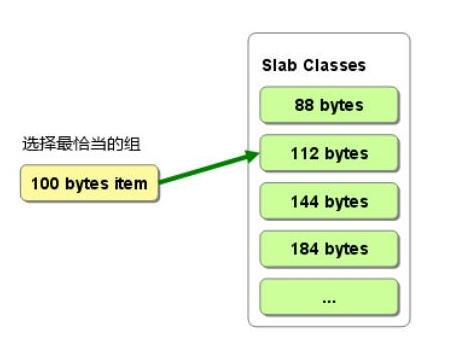 选择最恰当的组
100 bytes item
Slab Classes
88 bytes
112 bytes
144 bytes
184 bytes
...